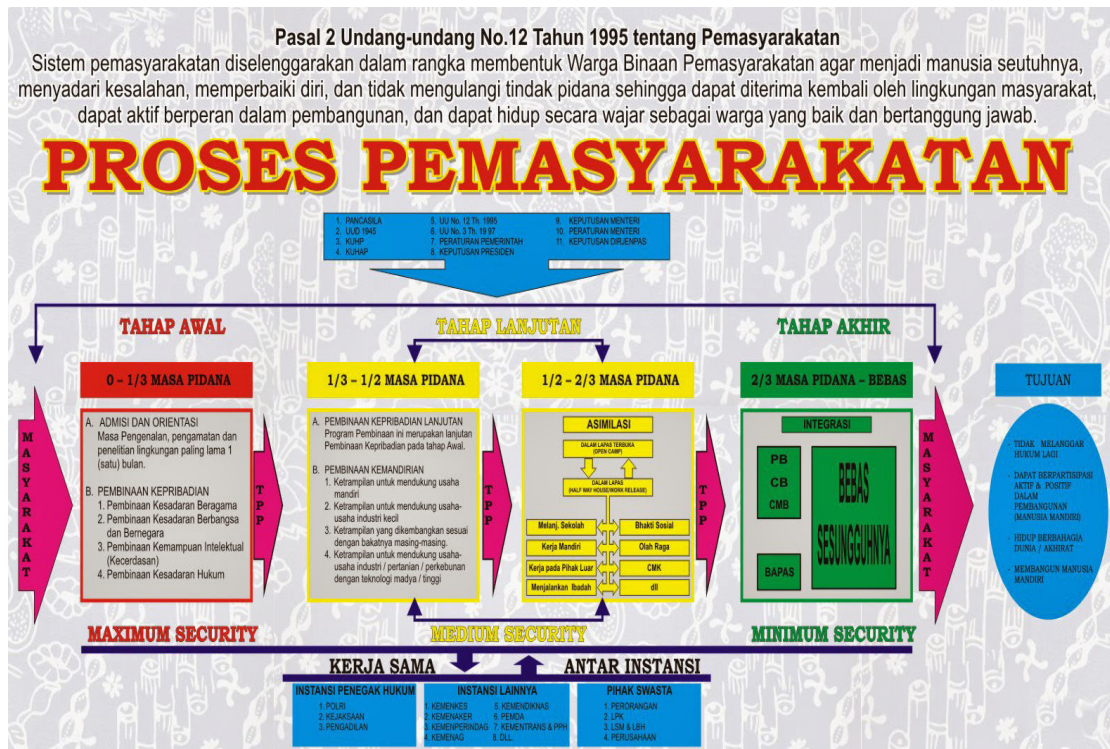 Pasal 2 Undang-undang No.12 Tahun 1995 tentang Pemasyarakatan
Sistem pemasyarakatan diselenggarakan dalam rangka membentuk Warga Binaan Pemasyarakatan agar menjadi manusia seutuhnya,
menyadari kesalahan, memperbaiki diri, dan tidak mengulangi tindak pidana sehingga dapat diterima kembali oleh lingkungan masyarakat,
dapat aktif berperan dalam pembangunan, dan dapat hidup secara wajar sebagai warga yang baik dan bertanggung jawab.
PROSES PEMASYARAKATAN
1. PANCASILA
2. UUD 1945
3. KUHP
4. KUHAP
5. UU No. 12 Th. 1995
6. UU No. 3 Th. 19 97
7. PERATURAN PEMERINTAH
8. KEPUTUSAN PRESIDEN
9. KEPUTUSAN MENTERI
10. PERATURAN MENTERI
11. KEPUTUSAN DIRJENPAS
TAHAP AWAL
TAHAP LANJUTAN
TAHAP AKHIR
MASYARAKAT
0 – 1/3 MASA PIDANA
A. ADMISI DAN ORIENTASI
Masa Pengenalan, pengamatan dan
penelitian lingkungan paling lama 1
(satu) bulan.
B. PEMBINAAN KEPRIBADIAN
1. Pembinaan Kesadaran Beragama
2. Pembinaan Kesadaran Berbangsa
dan Bernegara
3. Pembinaan Kemampuan Intelektual
(Kecerdasan)
4. Pembinaan Kesadaran Hukum
TPP
1/3 – 1/2 MASA PIDANA
A. PEMBINAAN KEPRIBADIAN LANJUTAN
Program Pembinaan ini merupakan lanjutan
Pembinaan Kepribadian pada tahap Awal.
B. PEMBINAAN KEMANDIRIAN
1. Ketrampilan untuk mendukung usaha
mandiri
2. Ketrampilan untuk mendukung usaha-
usaha industri kecil
3. Ketrampilan yang dikembangkan sesuai
dengan bakatnya masing-masing.
4. Ketrampilan untuk mendukung usaha-
usaha industri / pertanian / perkebunan
dengan teknologi madya / tinggi
TPP
1/2 – 2/3 MASA PIDANA
ASIMILASI
DALAM LAPAS TERBUKA
(OPEN CAMP)
DALAM LAPAS
(HALF WAY HOUSE/WORK RELEASE)
Melanj. Sekolah
Bhakti Sosial
Kerja Mandiri
Olah Raga
Kerja pada Pihak Luar
CMK
Menjalankan Ibadah
dll
TPP
2/3 MASA PIDANA – BEBAS
INTEGRASI
PB
CB
CMB
BAPAS
BEBAS
SESUNGGUHNYA
MASYARAKAT
TUJUAN
- TIDAK MELANGGAR
HUKUM LAGI
- DAPAT BERPARTISIPASI
AKTIF & POSITIF
DALAM
PEMBANGUNAN
(MANUSIA MANDIRI)
- HIDUP BERBAHAGIA
DUNIA / AKHIRAT
- MEMBANGUN MANUSIA
MANDIRI
MAXIMUM SECURITY
MEDIUM SECURITY
MINIMUM SECURITY
KERJA SAMA
ANTAR INSTANSI
INSTANSI PENEGAK HUKUM
1. POLRI
2. KEJAKSAAN
3. PENGADILAN
INSTANSI LAINNYA
1. KEMENKES
2. KEMENAKER
3. KEMENPERINDAG
4. KEMENAG
5. KEMENDIKNAS
6. PEMDA
7. KEMENTRANS & PPH
8. DLL.
PIHAK SWASTA
1. PERORANGAN
2. LPK
3. LSM & LBH
4. PERUSAHAAN